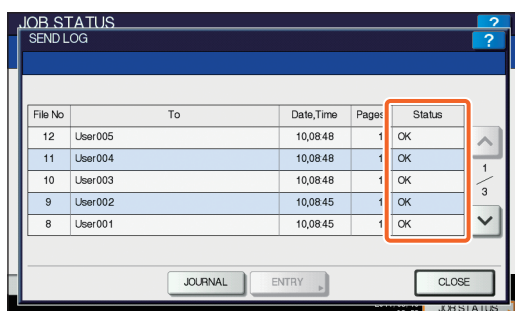 JOB STATUS ?
SEND LOG ?
File No To Date,Time Pages Status
12 User005 10,08:48 1 OK
11 User004 10,08:48 1 OK
10 User003 10,08:48 1 OK
9 User002 10,08:45 1 OK
8 User001 10,08:45 1 OK
1
3
JOURNAL ENTRY CLOSE
JOB STATUS